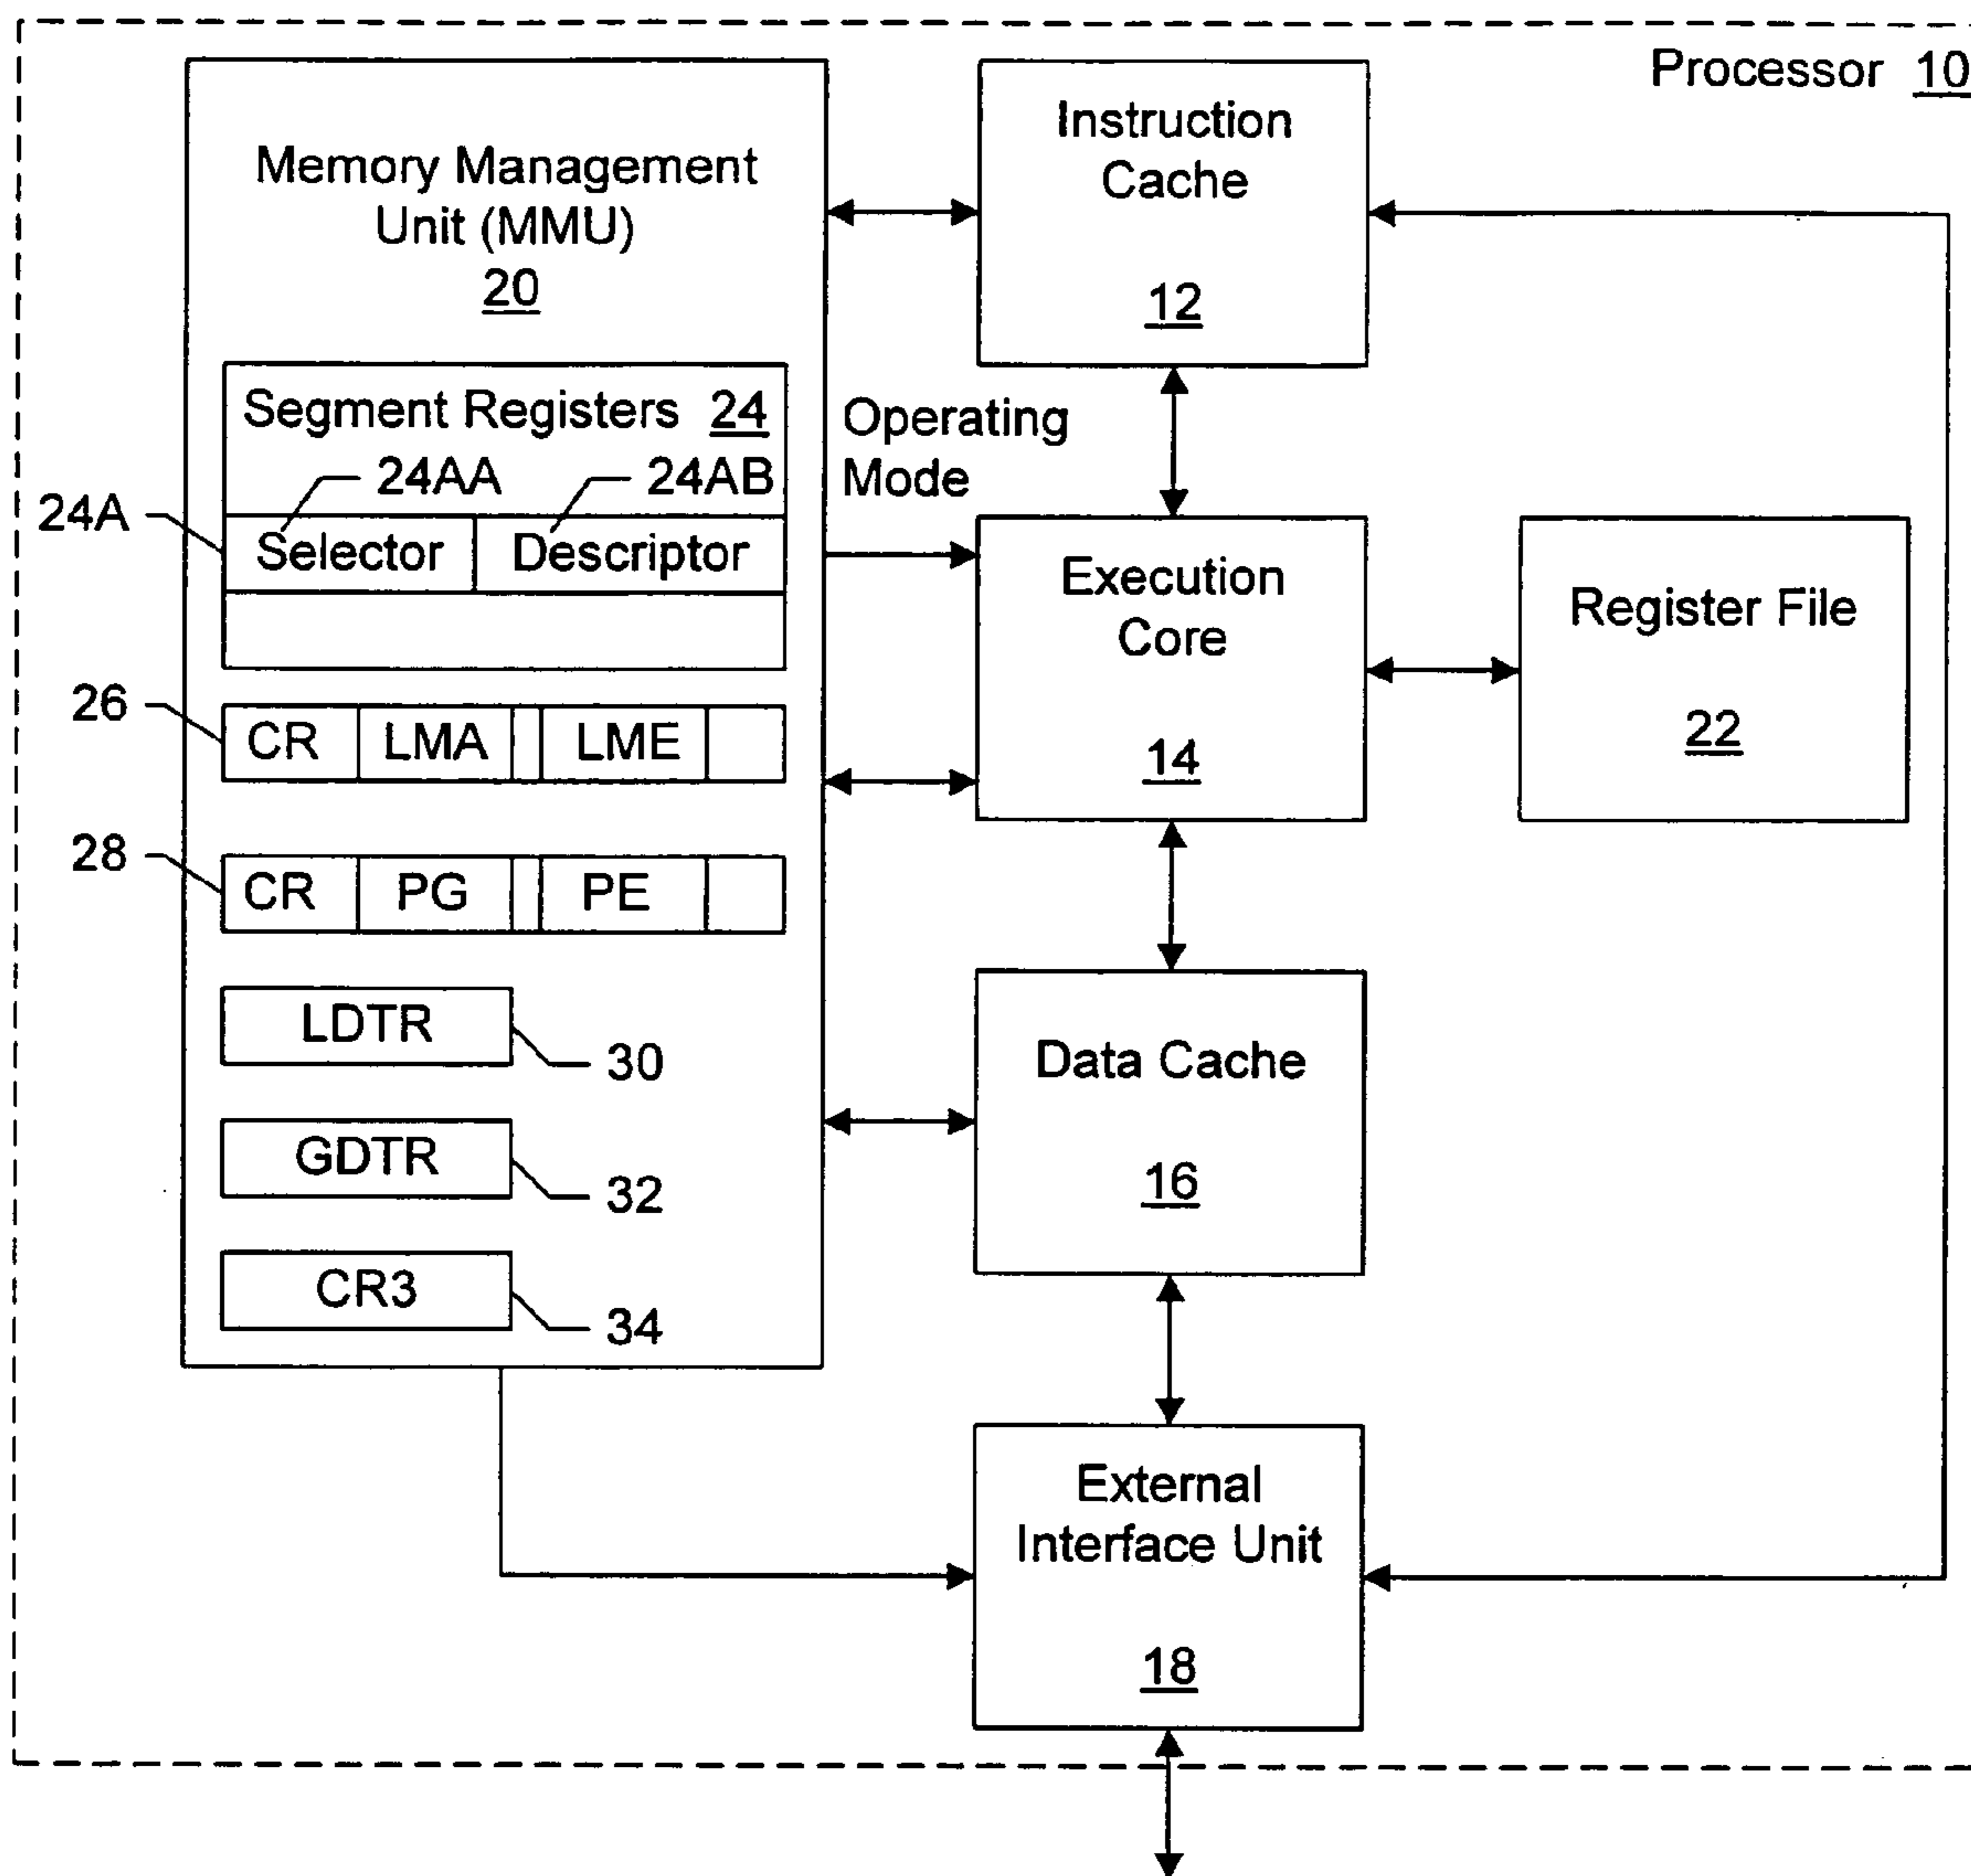 Processor 10
Memory Management
Unit (MMU)
20
Segment Registers 24
24AA
24AB
24A
Selector
Descriptor
26
CR
LMA
LME
28
CR
PG
PE
LDTR
30
GDTR
32
CR3
34
Operating
Mode
Instruction
Cache
12
Execution
Core
14
Register File
22
Data Cache
16
External
Interface Unit
18